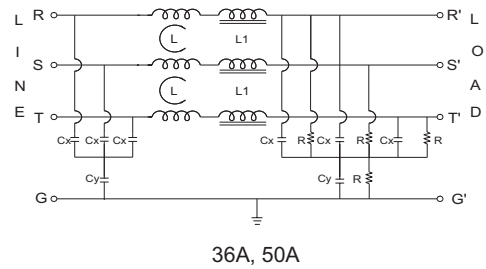 L R R' L
L L1
I O
S S'
N A
L L1
E T T' D
Cx Cx Cx Cx R Cx R Cx R
Cy Cy R
G G'
36A, 50A